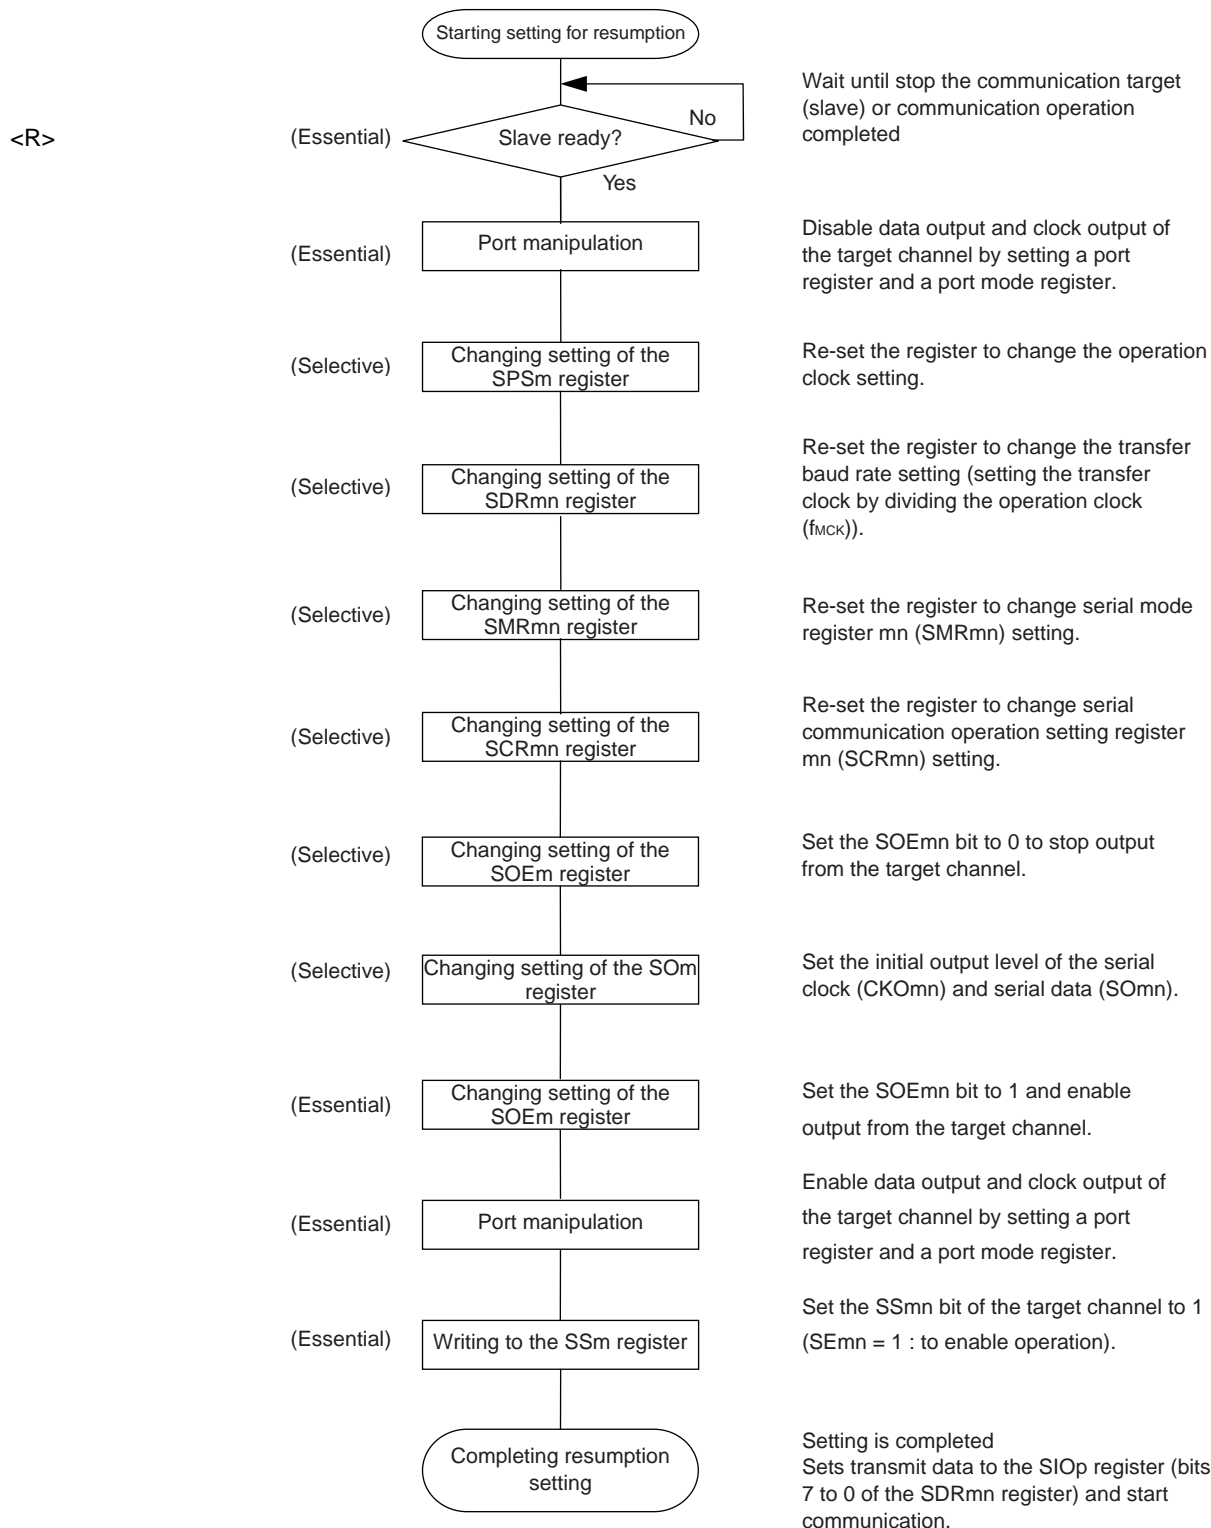 Starting setting for resumption
Wait until stop the communication target
(slave) or communication operation
completed
<R>
(Essential)
Slave ready?
No
Yes
(Essential)
Port manipulation
Disable data output and clock output of
the target channel by setting a port
register and a port mode register.
(Selective)
Changing setting of the
SPSm register
Re-set the register to change the operation
clock setting.
(Selective)
Changing setting of the
SDRmn register
Re-set the register to change the transfer
baud rate setting (setting the transfer
clock by dividing the operation clock
(fMCK)).
(Selective)
Changing setting of the
SMRmn register
Re-set the register to change serial mode
register mn (SMRmn) setting.
(Selective)
Changing setting of the
SCRmn register
Re-set the register to change serial
communication operation setting register
mn (SCRmn) setting.
(Selective)
Changing setting of the
SOEm register
Set the SOEmn bit to 0 to stop output
from the target channel.
(Selective)
Changing setting of the SOm
register
Set the initial output level of the serial
clock (CKOmn) and serial data (SOmn).
(Essential)
Changing setting of the
SOEm register
Set the SOEmn bit to 1 and enable
output from the target channel.
(Essential)
Port manipulation
Enable data output and clock output of
the target channel by setting a port
register and a port mode register.
(Essential)
Writing to the SSm register
Set the SSmn bit of the target channel to 1
(SEmn = 1 : to enable operation).
Completing resumption
setting
Setting is completed
Sets transmit data to the SIOp register (bits
7 to 0 of the SDRmn register) and start
communication.